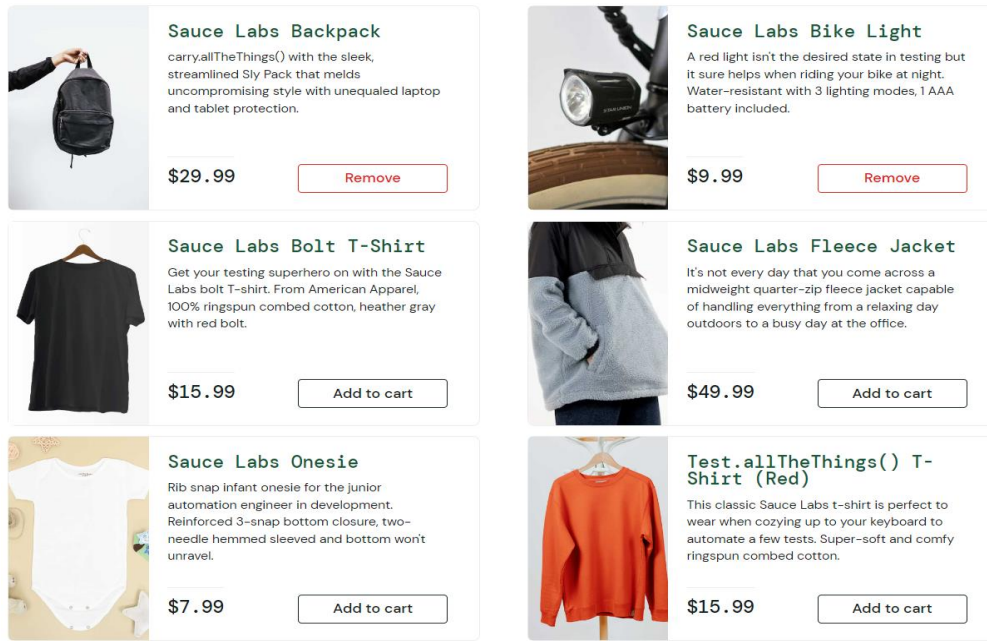 Sauce Labs Backpack
carry.allTheThings() with the sleek,
streamlined Sly Pack that melds
uncompromising style with unequaled laptop
and tablet protection.
$29.99
Remove
Sauce Labs Bike Light
A red light isn't the desired state in testing but
it sure helps when riding your bike at night.
Water-resistant with 3 lighting modes, 1 AAA
battery included.
$9.99
Remove
Sauce Labs Bolt T-Shirt
Get your testing superhero on with the Sauce
Labs bolt T-shirt. From American Apparel,
100% ringspun combed cotton, heather gray
with red bolt.
$15.99
Add to cart
Sauce Labs Fleece Jacket
It's not every day that you come across a
midweight quarter-zip fleece jacket capable
of handling everything from a relaxing day
outdoors to a busy day at the office.
$49.99
Add to cart
Sauce Labs Onesie
Rib snap infant onesie for the junior
automation engineer in development.
Reinforced 3-snap bottom closure, two-
needle hemmed sleeved and bottom won't
unravel.
$7.99
Add to cart
Test.allTheThings() T-
Shirt (Red)
This classic Sauce Labs t-shirt is perfect to
wear when cozying up to your keyboard to
automate a few tests. Super-soft and comfy
ringspun combed cotton.
$15.99
Add to cart